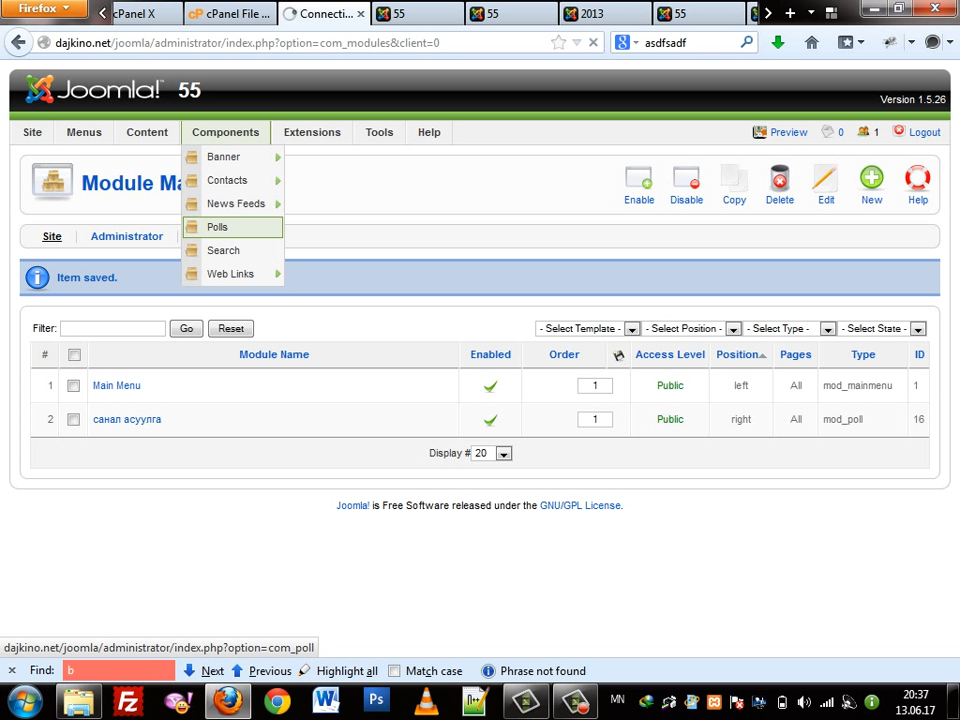 Firefox
cPanel X
cPanel File ...
Connecti...
55
55
2013
55
dajkino.net/joomla/administrator/index.php?option=com_modules&client=0
asdfsadf
Joomla! 55
Version 1.5.26
Site Menus Content Components Extensions Tools Help
Preview 0 1 Logout
Banner
Contacts
News Feeds
Polls
Search
Web Links
Module Ma
Enable Disable Copy Delete Edit New Help
Site Administrator
Item saved.
Filter: Go Reset
- Select Template - - Select Position - - Select Type - - Select State -
# Module Name Enabled Order Access Level Position Pages Type ID
1 Main Menu 1 Public left All mod_mainmenu 1
2 санал асуулга 1 Public right All mod_poll 16
Display # 20
Joomla! is Free Software released under the GNU/GPL License.
dajkino.net/joomla/administrator/index.php?option=com_poll
Find: b Next Previous Highlight all Match case Phrase not found
MN
20:37
13.06.17